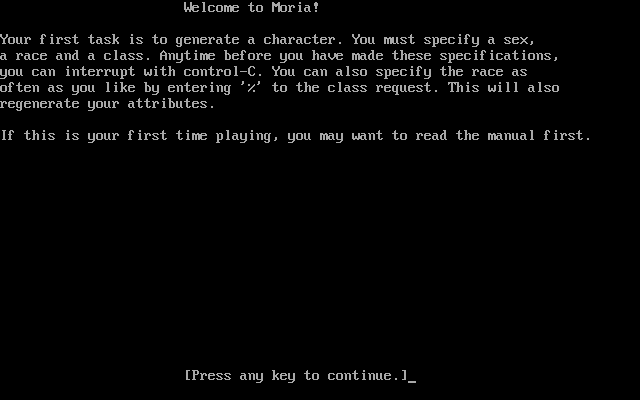 Welcome to Moria!
Your first task is to generate a character. You must specify a sex,
a race and a class. Anytime before you have made these specifications,
you can interrupt with control-C. You can also specify the race as
often as you like by entering '%' to the class request. This will also
regenerate your attributes.
If this is your first time playing, you may want to read the manual first.
[Press any key to continue.]_